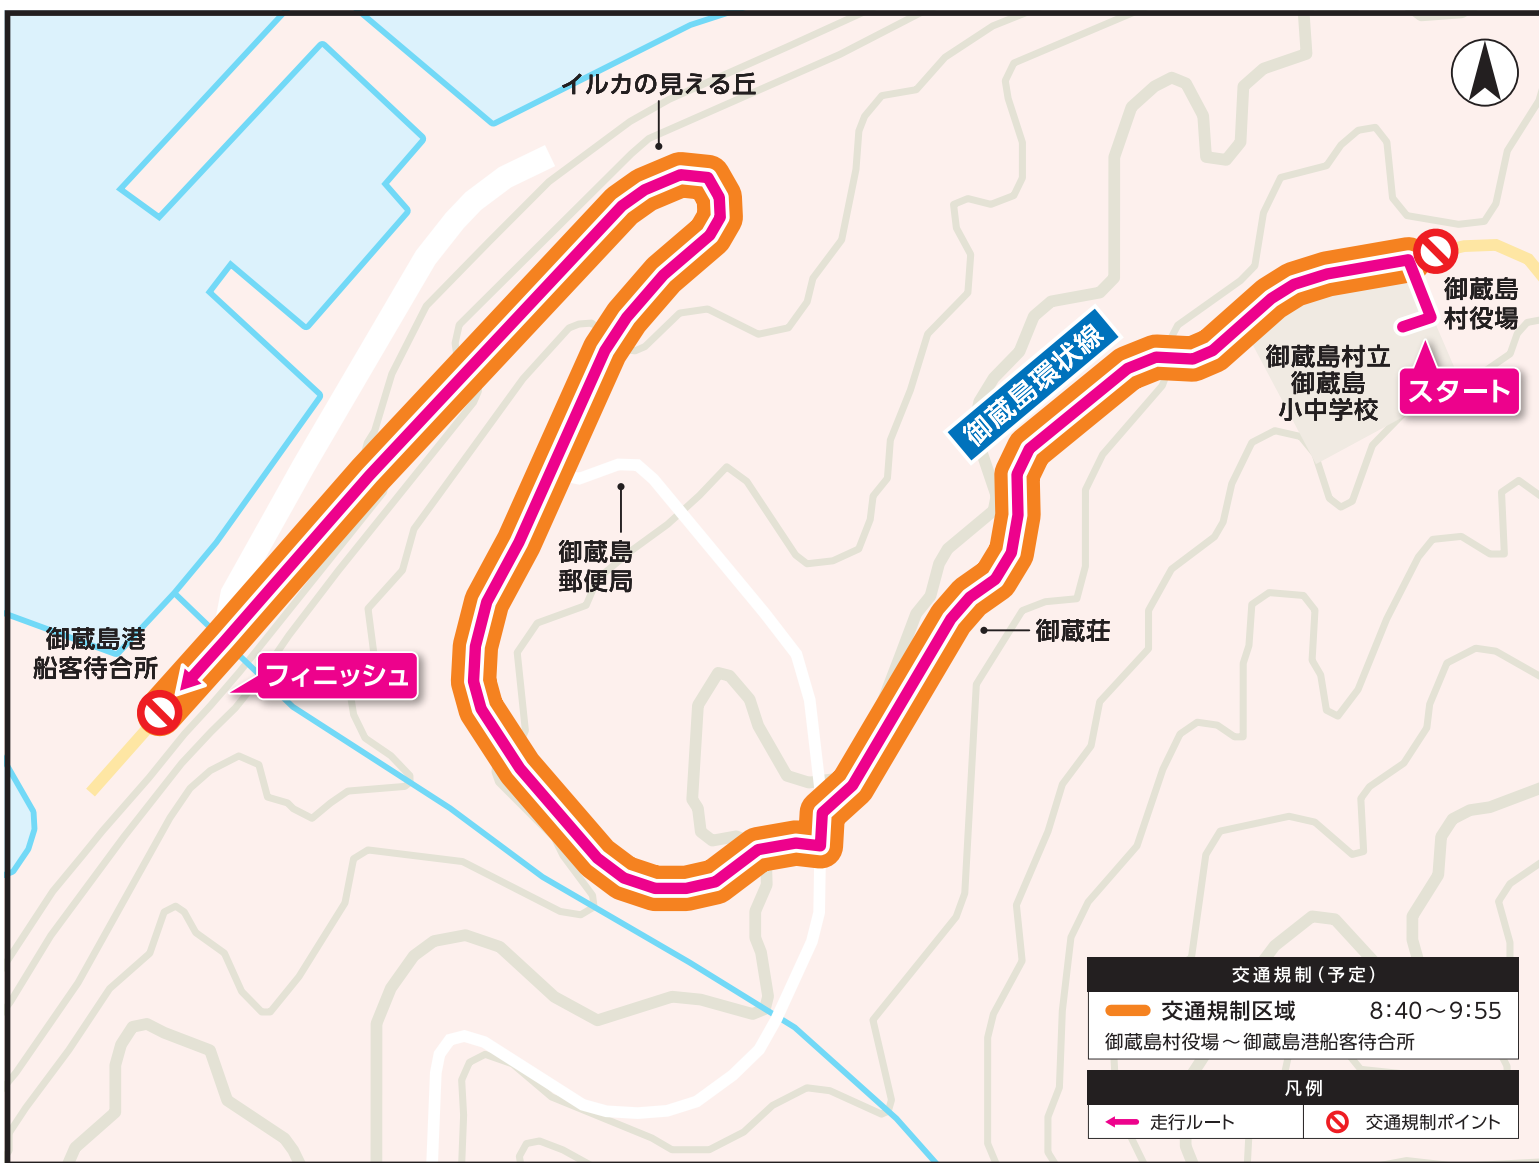 イルカの見える丘
御蔵島
村役場
御蔵島環状線
御蔵島村立
御蔵島
小中学校
スタート
御蔵島
郵便局
御蔵荘
御蔵島港
船客待合所
フィニッシュ
交通規制(予定)
交通規制区域 8:40~9:55
御蔵島村役場~御蔵島港船客待合所
凡例
走行ルート
交通規制ポイント